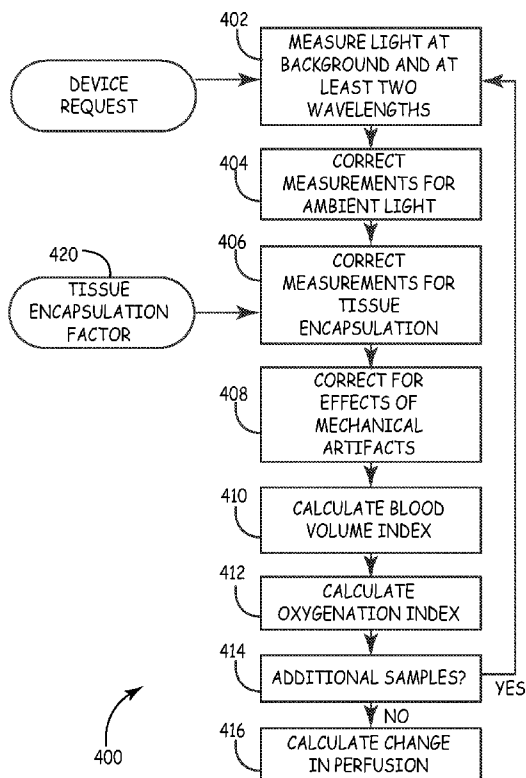 402
MEASURE LIGHT AT
BACKGROUND AND AT
LEAST TWO
WAVELENGTHS
DEVICE
REQUEST
404
CORRECT
MEASUREMENTS FOR
AMBIENT LIGHT
406
CORRECT
MEASUREMENTS FOR
TISSUE
ENCAPSULATION
420
TISSUE
ENCAPSULATION
FACTOR
408
CORRECT FOR
EFFECTS OF
MECHANICAL
ARTIFACTS
410
CALCULATE BLOOD
VOLUME INDEX
412
CALCULATE
OXYGENATION INDEX
414
ADDITIONAL SAMPLES?
YES
NO
416
CALCULATE CHANGE
IN PERFUSION
400